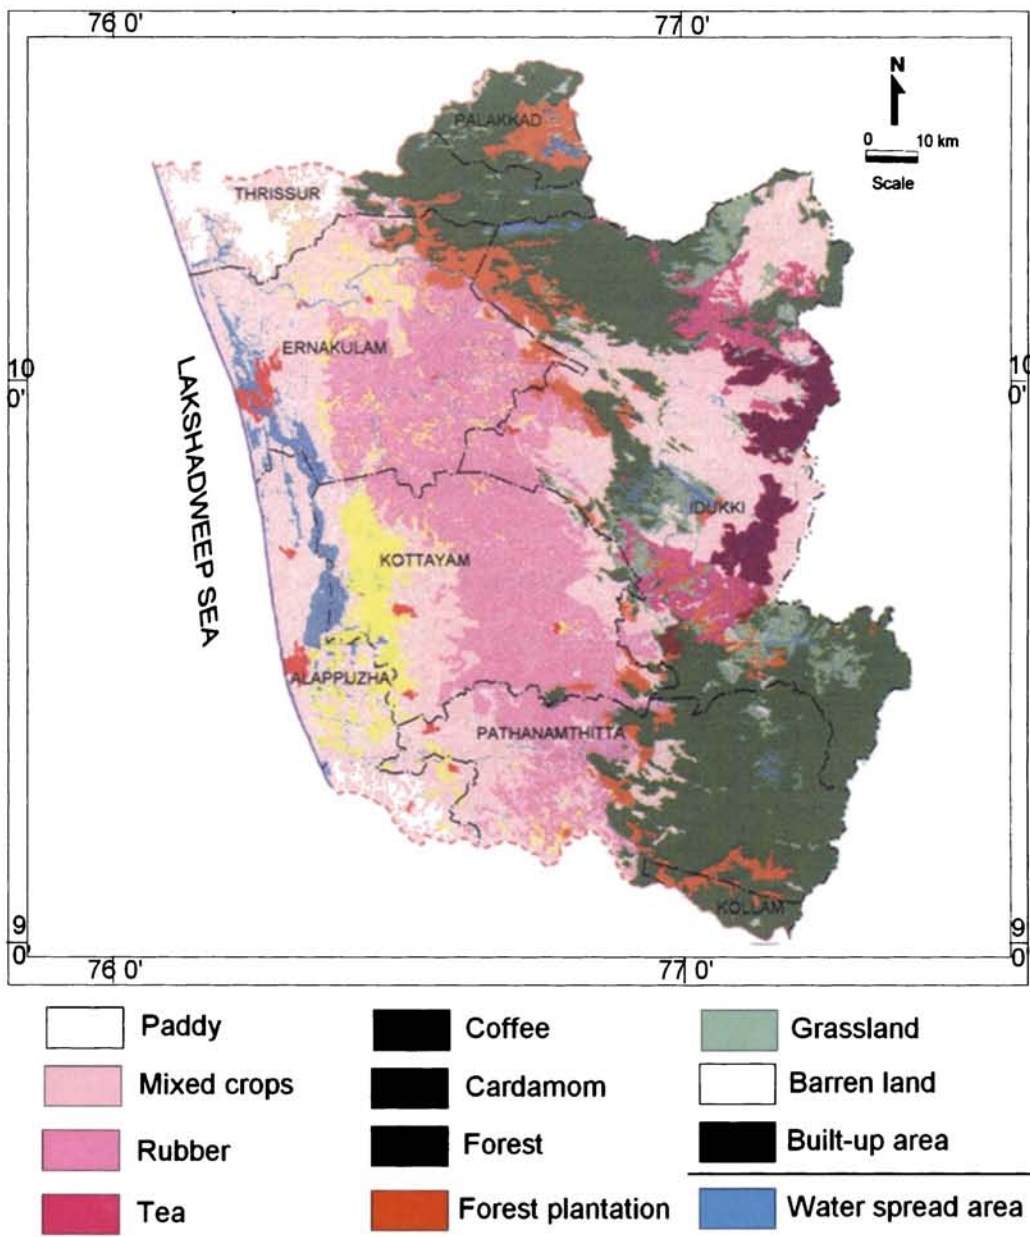 76 0'
77 0'
N
0 10 km
Scale
PALAKKAD
THRISSUR
ERNAKULAM
10
0'
10
0'
LAKSHADWEEP SEA
IDUKKI
KOTTAYAM
ALAPPUZHA
PATHANAMTHITTA
KOLLAM
9
0'
9
0'
76 0'
77 0'
Paddy
Mixed crops
Rubber
Tea
Coffee
Cardamom
Forest
Forest plantation
Grassland
Barren land
Built-up area
Water spread area